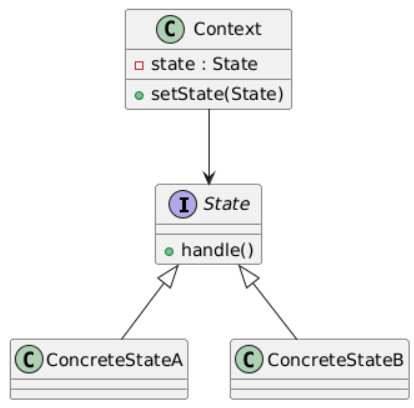 C Context
state : State
setState(State)
I State
handle()
C ConcreteStateA
C ConcreteStateB